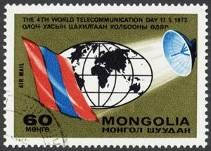 THE 4TH WORLD TELECOMMUNICATION DAY 17.5.1972
ОЛОН УЛСЫН ЦАХИЛГААН ХОЛБООНЫ ӨДӨР
AIR MAIL
60
МӨНГӨ
MONGOLIA
МОНГОЛ ШУУДАН